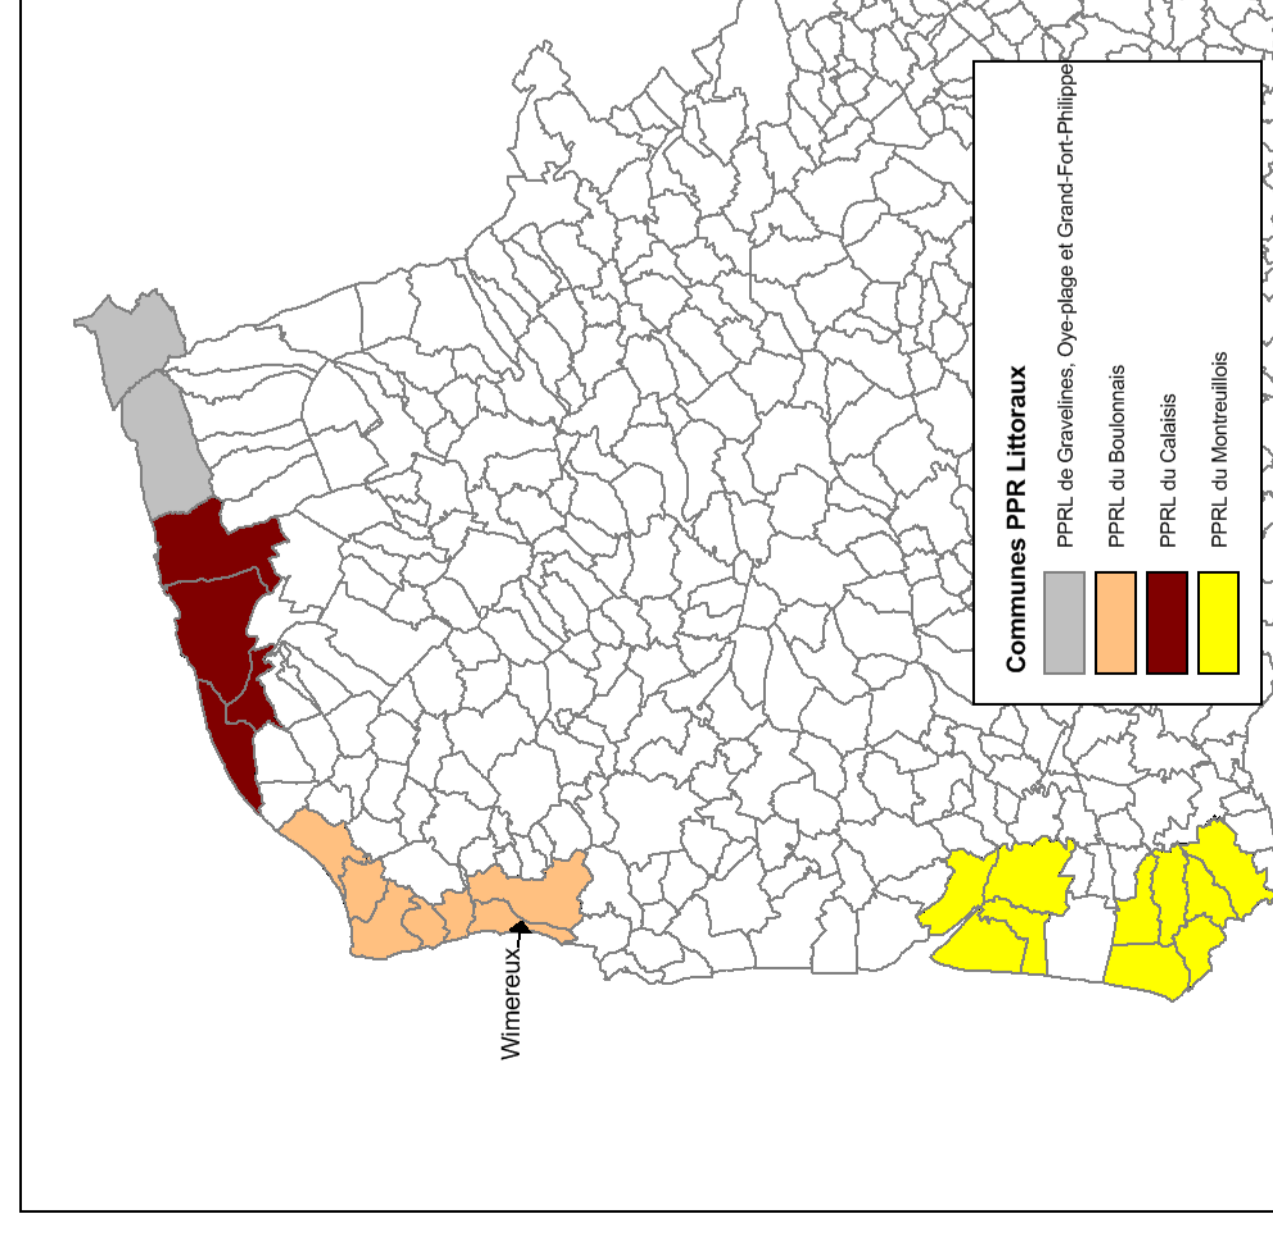 Wimereux
Communes PPR Littoraux
PPRL de Gravelines, Oye-plage et Grand-Fort-Philippe
PPRL du Boulonnais
PPRL du Calaisis
PPRL du Montreuillois